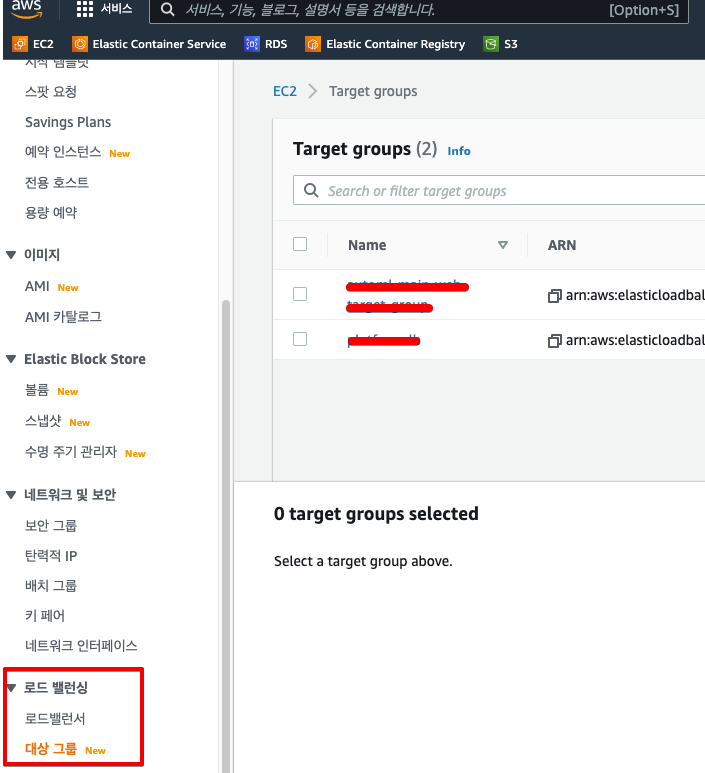 aws
서비스
서비스, 기능, 블로그, 설명서 등을 검색합니다.
[Option+S]
EC2
Elastic Container Service
RDS
Elastic Container Registry
S3
시작 템플릿
스팟 요청
Savings Plans
예약 인스턴스 New
전용 호스트
용량 예약
이미지
AMI New
AMI 카탈로그
Elastic Block Store
볼륨 New
스냅샷 New
수명 주기 관리자 New
네트워크 및 보안
보안 그룹
탄력적 IP
배치 그룹
키 페어
네트워크 인터페이스
로드 밸런싱
로드밸런서
대상 그룹 New
EC2 > Target groups
Target groups (2) Info
Search or filter target groups
Name
ARN
arn:aws:elasticloadbal
arn:aws:elasticloadbal
0 target groups selected
Select a target group above.